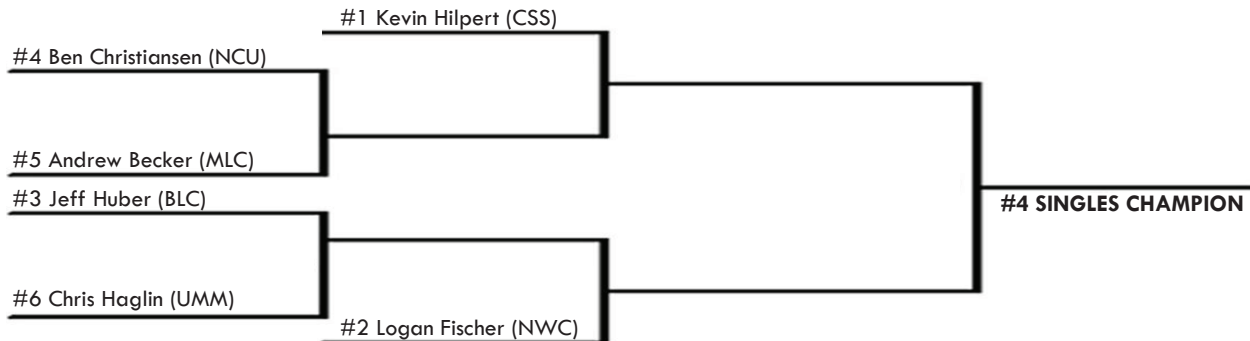 #1 Kevin Hilpert (CSS)
#4 Ben Christiansen (NCU)
#5 Andrew Becker (MLC)
#3 Jeff Huber (BLC)
#4 SINGLES CHAMPION
#6 Chris Haglin (UMM)
#2 Logan Fischer (NWC)